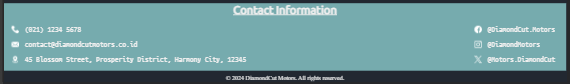 Contact Information
(021) 1234 5678
@DiamondCut.Motors
contact@diamondcutmotors.co.id
@DiamondMotors
45 Blossom Street, Prosperity District, Harmony City, 12345
@Motors.DiamondCut
© 2024 DiamondCut Motors. All rights reserved.